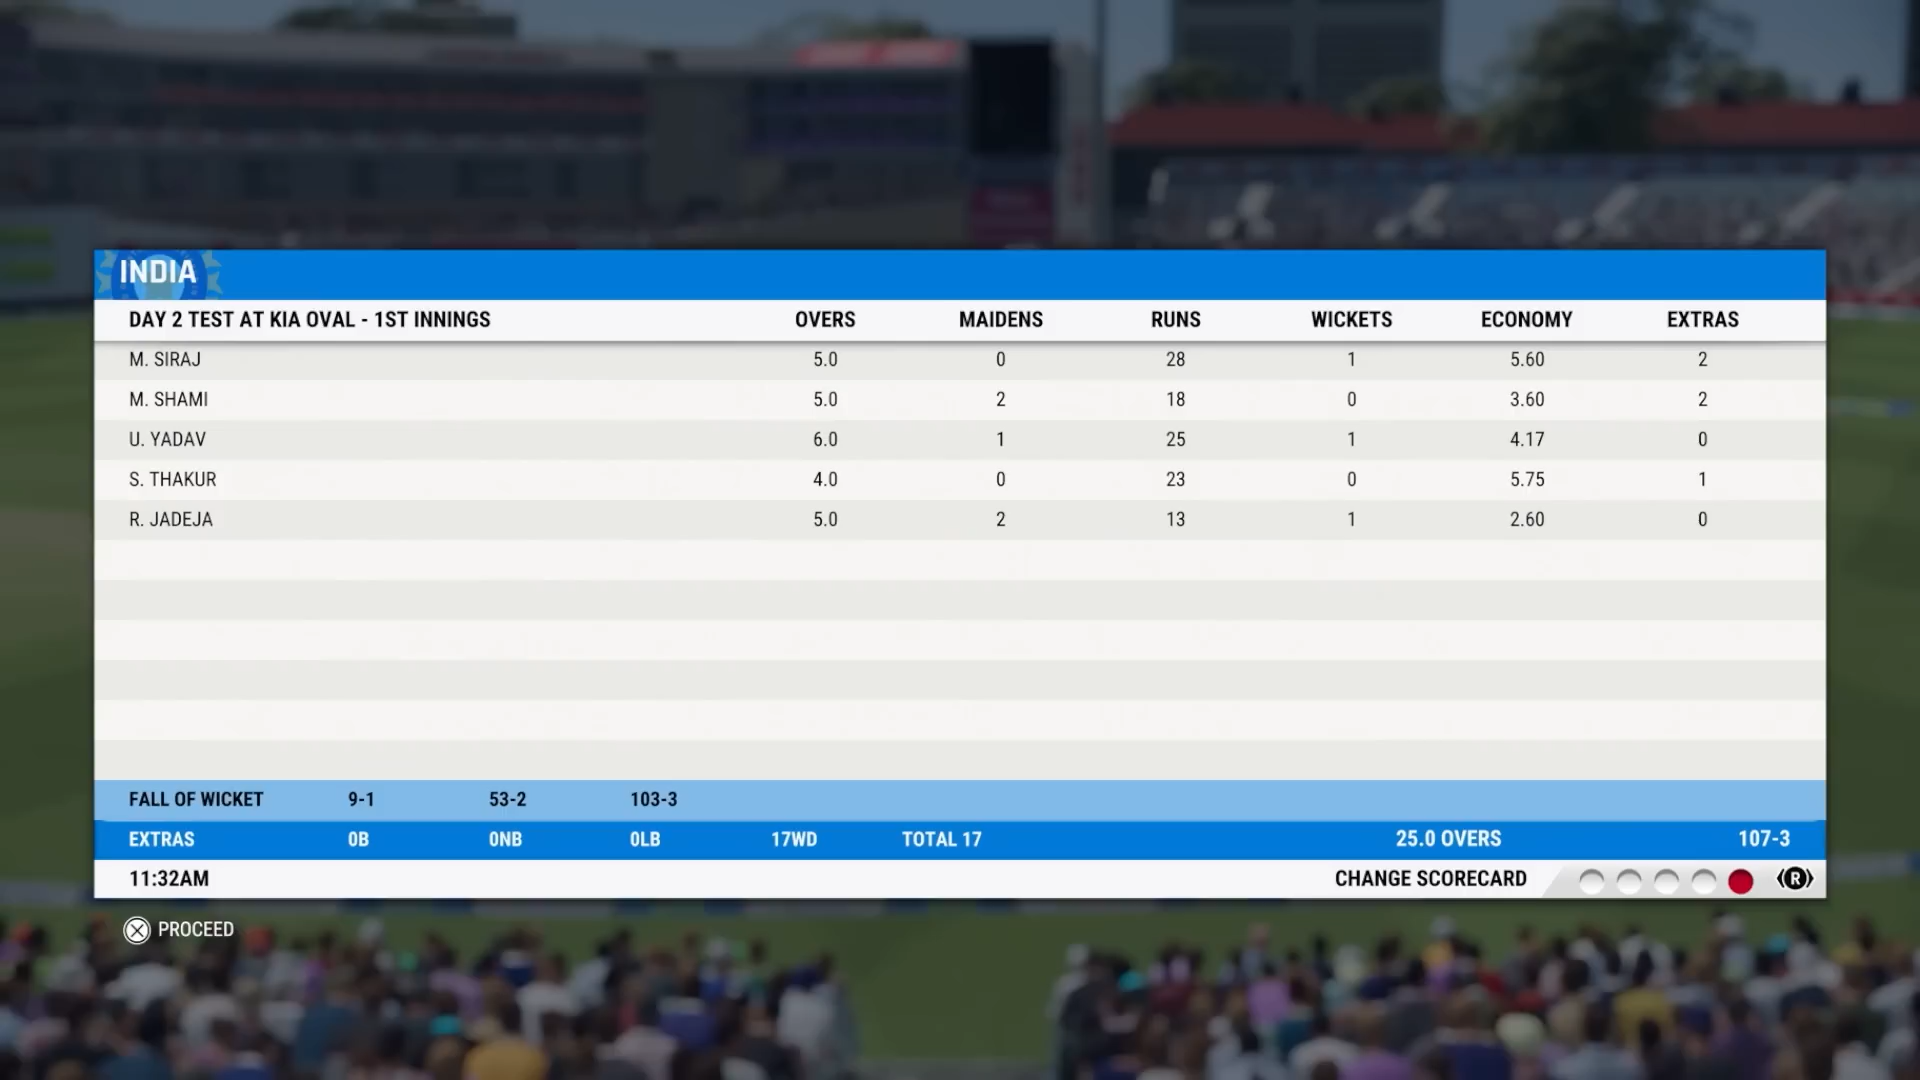 INDIA
DAY 2 TEST AT KIA OVAL - 1ST INNINGS OVERS MAIDENS RUNS WICKETS ECONOMY EXTRAS
M. SIRAJ 5.0 0 28 1 5.60 2
M. SHAMI 5.0 2 18 0 3.60 2
U. YADAV 6.0 1 25 1 4.17 0
S. THAKUR 4.0 0 23 0 5.75 1
R. JADEJA 5.0 2 13 1 2.60 0
FALL OF WICKET 9-1 53-2 103-3
EXTRAS 0B 0NB 0LB 17WD TOTAL 17 25.0 OVERS 107-3
11:32AM CHANGE SCORECARD R
PROCEED